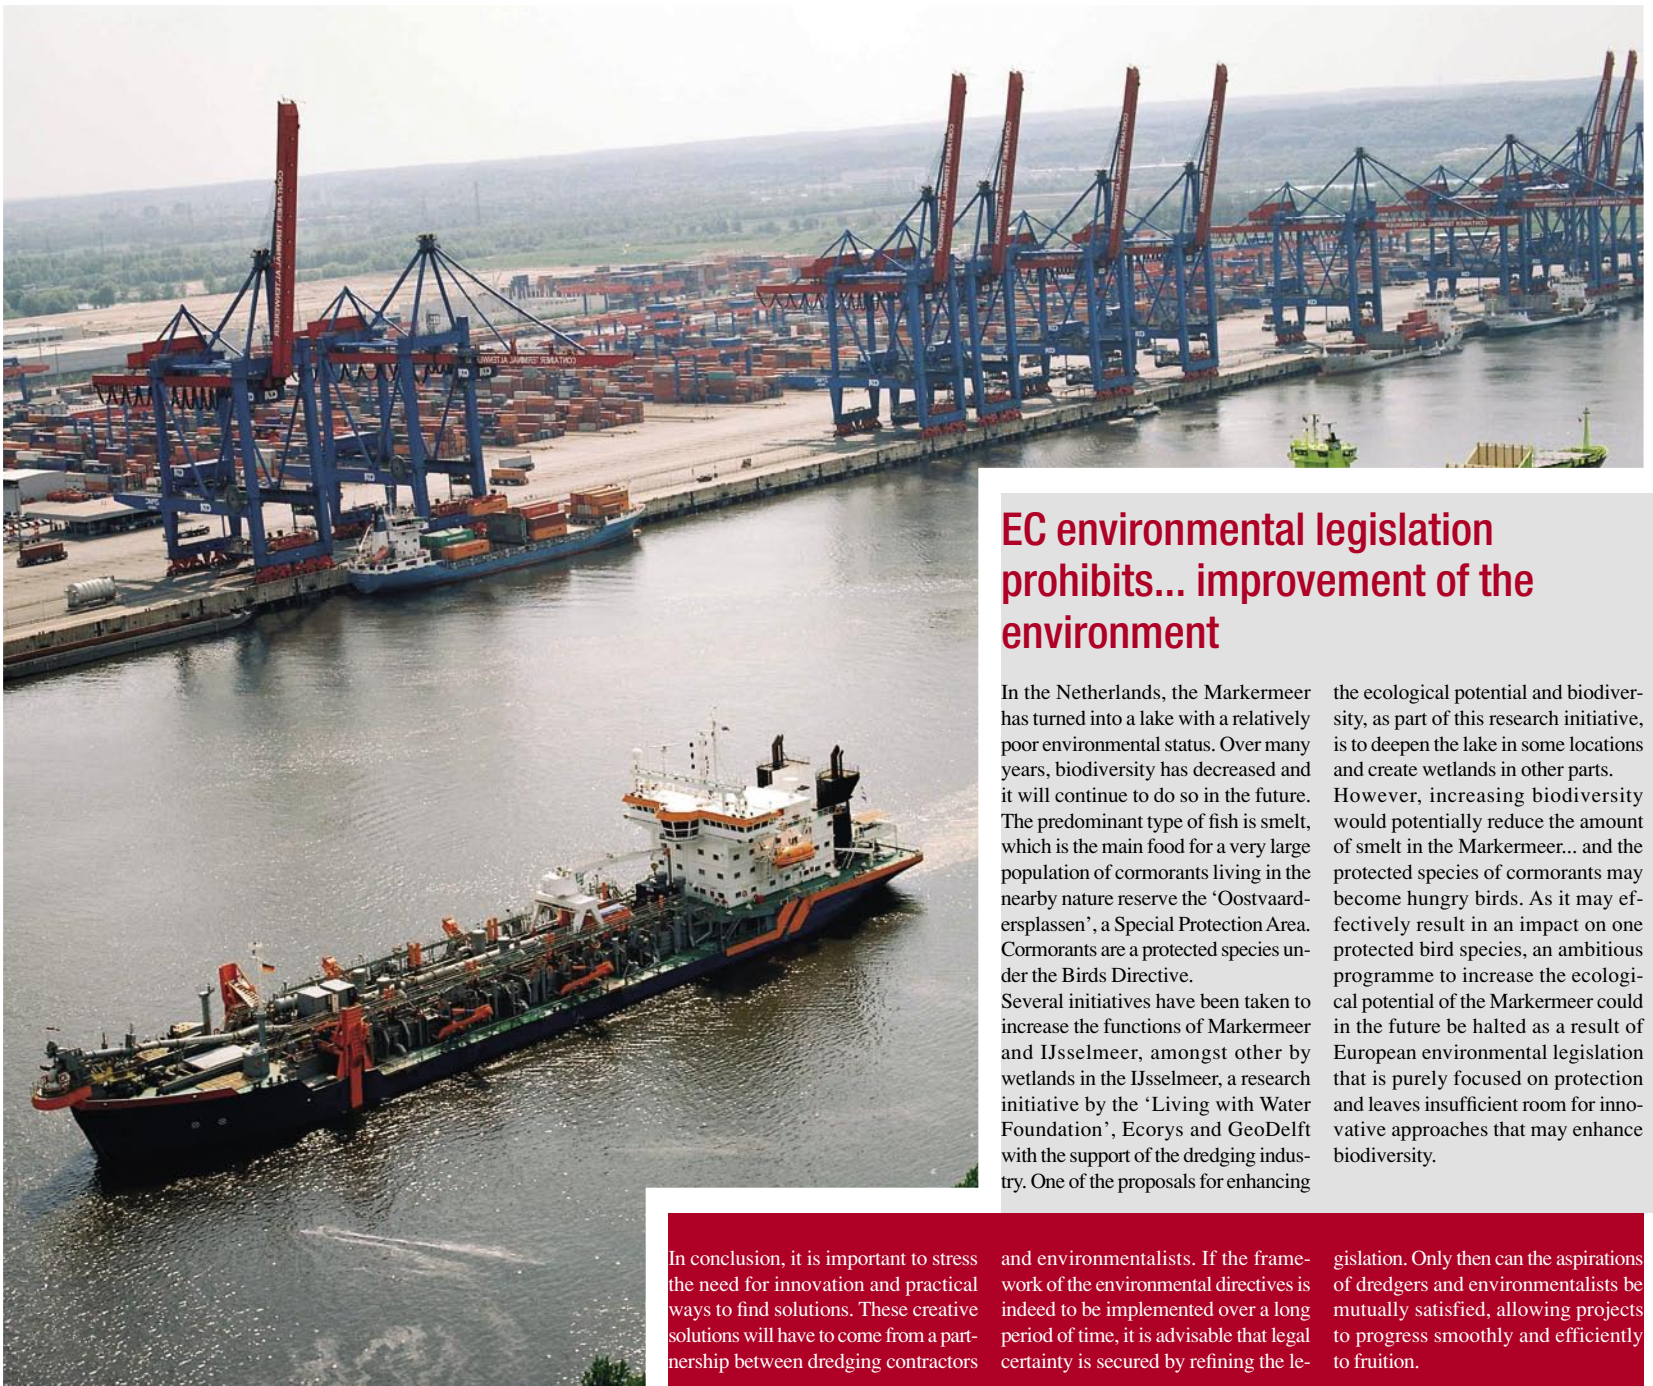 CONTAINER TERMINAL ALTENWERDER
EC environmental legislation
prohibits... improvement of the
environment
In the Netherlands, the Markermeer
has turned into a lake with a relatively
poor environmental status. Over many
years, biodiversity has decreased and
it will continue to do so in the future.
The predominant type of fish is smelt,
which is the main food for a very large
population of cormorants living in the
nearby nature reserve the ‘Oostvaard-
ersplassen’, a Special Protection Area.
Cormorants are a protected species un-
der the Birds Directive.
Several initiatives have been taken to
increase the functions of Markermeer
and IJsselmeer, amongst other by
wetlands in the IJsselmeer, a research
initiative by the ‘Living with Water
Foundation’, Ecorys and GeoDelft
with the support of the dredging indus-
try. One of the proposals for enhancing
the ecological potential and biodiver-
sity, as part of this research initiative,
is to deepen the lake in some locations
and create wetlands in other parts.
However, increasing biodiversity
would potentially reduce the amount
of smelt in the Markermeer... and the
protected species of cormorants may
become hungry birds. As it may ef-
fectively result in an impact on one
protected bird species, an ambitious
programme to increase the ecologi-
cal potential of the Markermeer could
in the future be halted as a result of
European environmental legislation
that is purely focused on protection
and leaves insufficient room for inno-
vative approaches that may enhance
biodiversity.
In conclusion, it is important to stress
the need for innovation and practical
ways to find solutions. These creative
solutions will have to come from a part-
nership between dredging contractors
and environmentalists. If the frame-
work of the environmental directives is
indeed to be implemented over a long
period of time, it is advisable that legal
certainty is secured by refining the le-
gislation. Only then can the aspirations
of dredgers and environmentalists be
mutually satisfied, allowing projects
to progress smoothly and efficiently
to fruition.